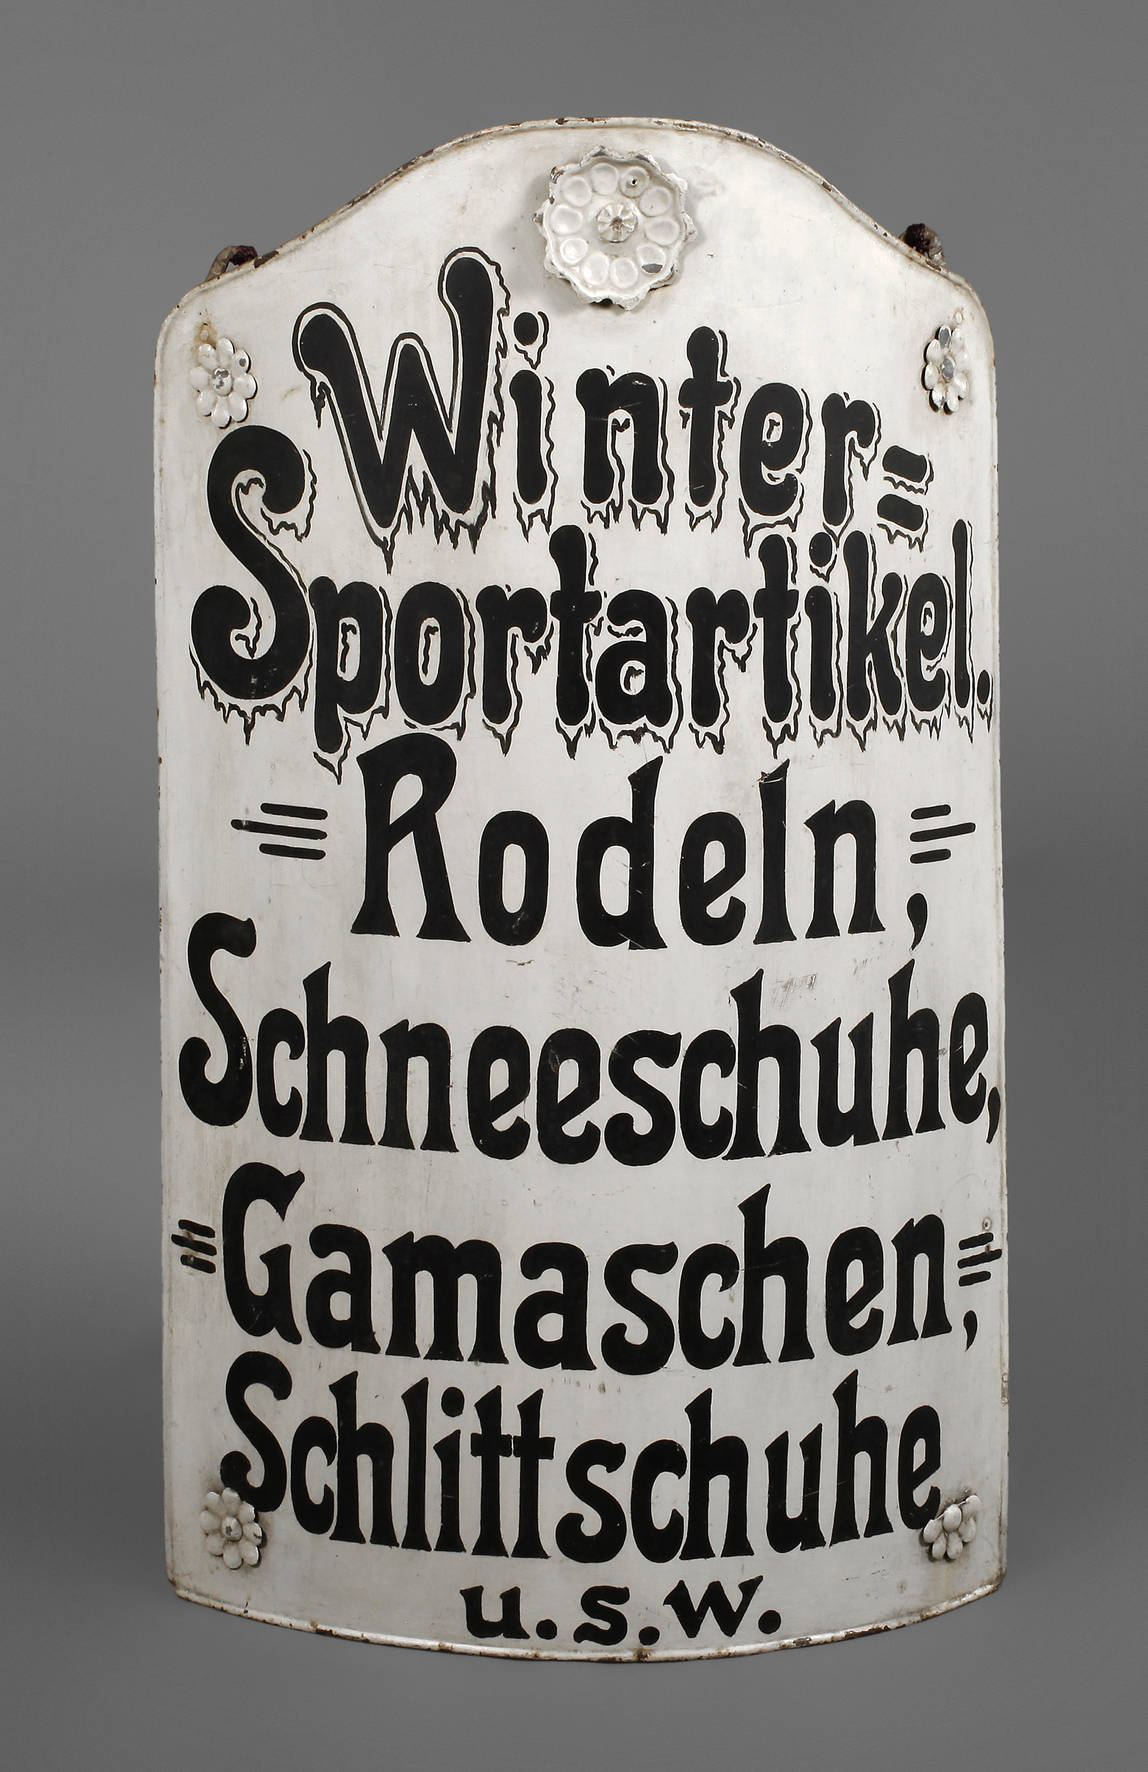 Winter=
Sportartikel.
Rodeln,
Schneeschuhe,
Gamaschen,
Schlittschuhe
u.s.w.